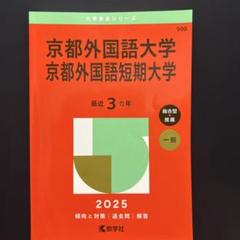 大学赤本シリーズ
京都外国語大学
京都外国語短期大学
最近3カ年
総合型
推薦
一般
2025
傾向と対策｜過去問｜解答
教学社